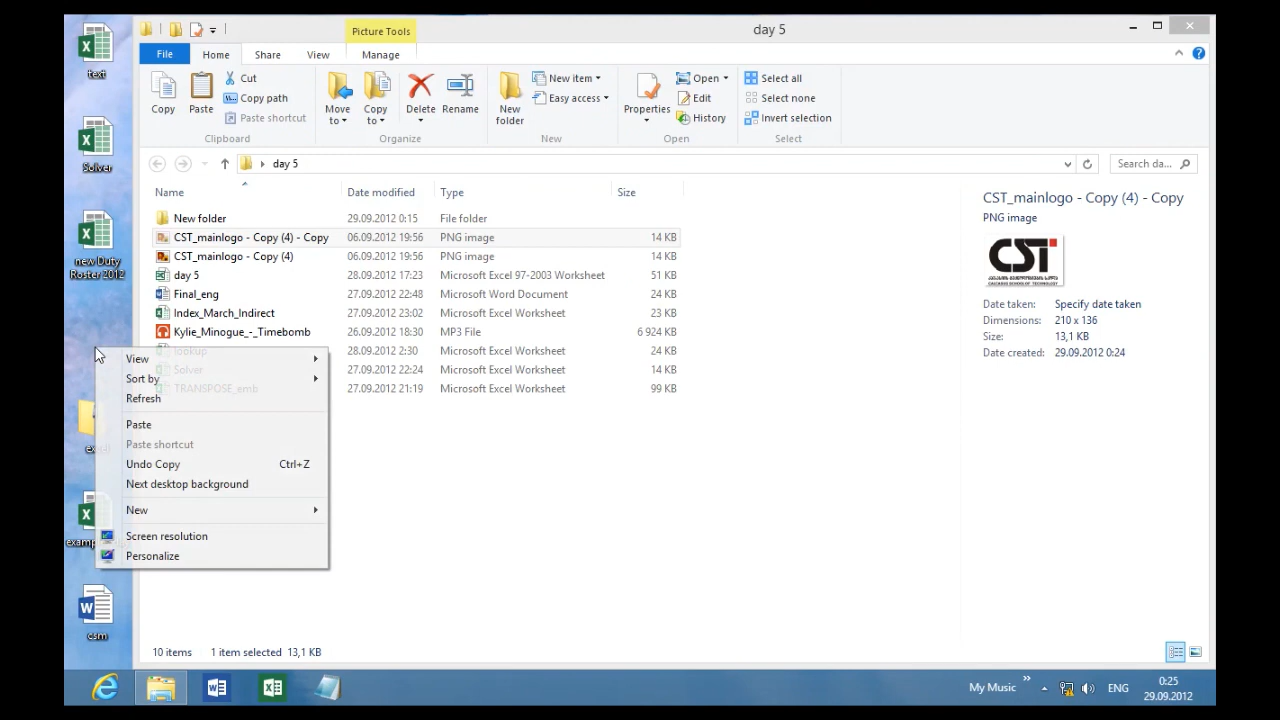 Picture Tools
day 5
File
Home
Share
View
Manage
Copy
Paste
Cut
Copy path
Paste shortcut
Clipboard
Move to
Copy to
Delete
Rename
Organize
New folder
New item
Easy access
New
Properties
Open
Edit
History
Open
Select all
Select none
Invert selection
Select
day 5
Search da...
Name Date modified Type Size
New folder 29.09.2012 0:15 File folder
CST_mainlogo - Copy (4) - Copy 06.09.2012 19:56 PNG image 14 KB
CST_mainlogo - Copy (4) 06.09.2012 19:56 PNG image 14 KB
day 5 28.09.2012 17:23 Microsoft Excel 97-2003 Worksheet 51 KB
Final_eng 27.09.2012 22:48 Microsoft Word Document 24 KB
Index_March_Indirect 27.09.2012 23:02 Microsoft Excel Worksheet 23 KB
Kylie_Minogue_-_Timebomb 26.09.2012 18:30 MP3 File 6 924 KB
lookup 28.09.2012 2:30 Microsoft Excel Worksheet 24 KB
Solver 27.09.2012 22:24 Microsoft Excel Worksheet 14 KB
TRANSPOSE_emb 27.09.2012 21:19 Microsoft Excel Worksheet 99 KB
CST_mainlogo - Copy (4) - Copy
PNG image
CST
CAUCASUS SCHOOL OF TECHNOLOGY
Date taken: Specify date taken
Dimensions: 210 x 136
Size: 13,1 KB
Date created: 29.09.2012 0:24
text
Solver
new Duty
Roster 2012
csm
View
Sort by
Refresh
Paste
Paste shortcut
Undo Copy Ctrl+Z
Next desktop background
New
Screen resolution
Personalize
10 items 1 item selected 13,1 KB
My Music
ENG
0:25
29.09.2012